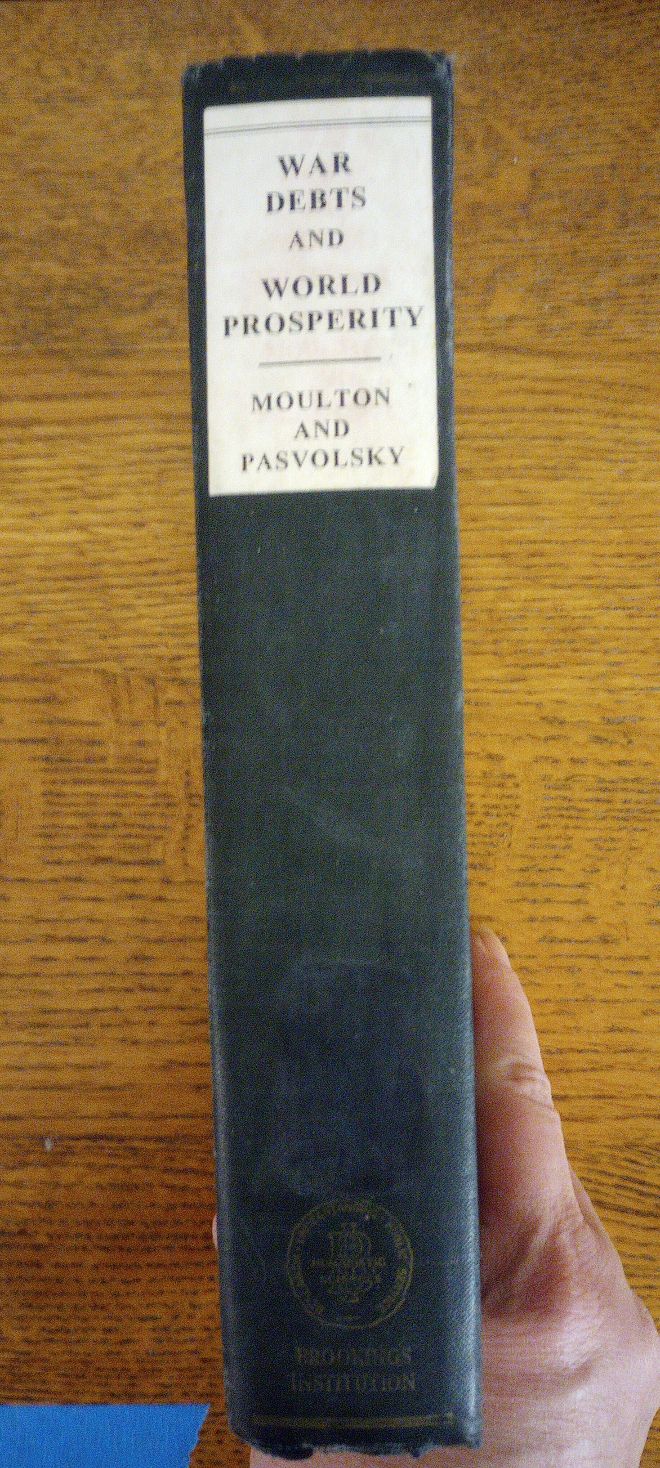 WAR
DEBTS
AND
WORLD
PROSPERITY
MOULTON
AND
PASVOLSKY
BROOKINGS
INSTITUTION